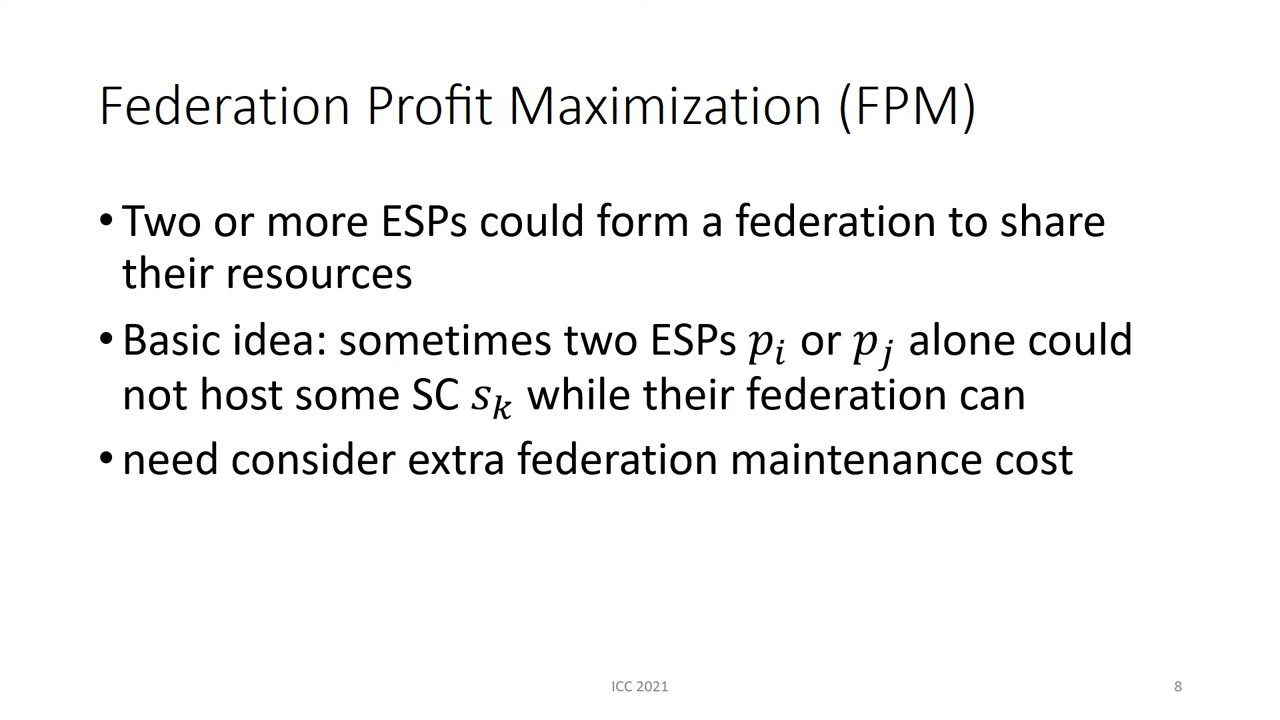 Federation Profit Maximization (FPM)
• Two or more ESPs could form a federation to share
their resources
• Basic idea: sometimes two ESPs pᵢ or pⱼ alone could
not host some SC sₖ while their federation can
• need consider extra federation maintenance cost
ICC 2021
8